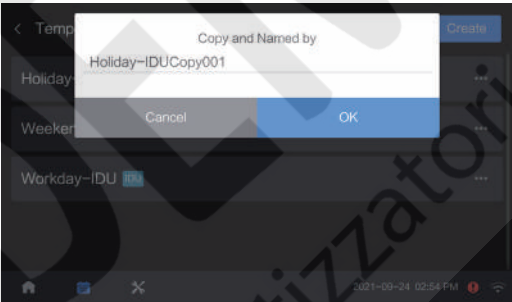 Temp
Create
Copy and Named by
Holiday-IDUCopy001
Cancel
OK
Holiday
Weeken
Workday-IDU IDU
2021-09-24 02:54 PM